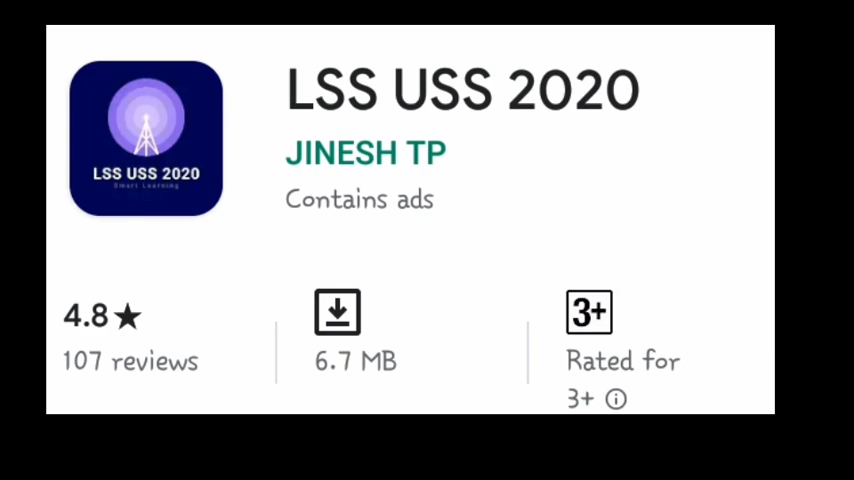 LSS USS 2020
JINESH TP
Contains ads
LSS USS 2020
Smart Learning
4.8★
107 reviews
6.7 MB
3+
Rated for
3+